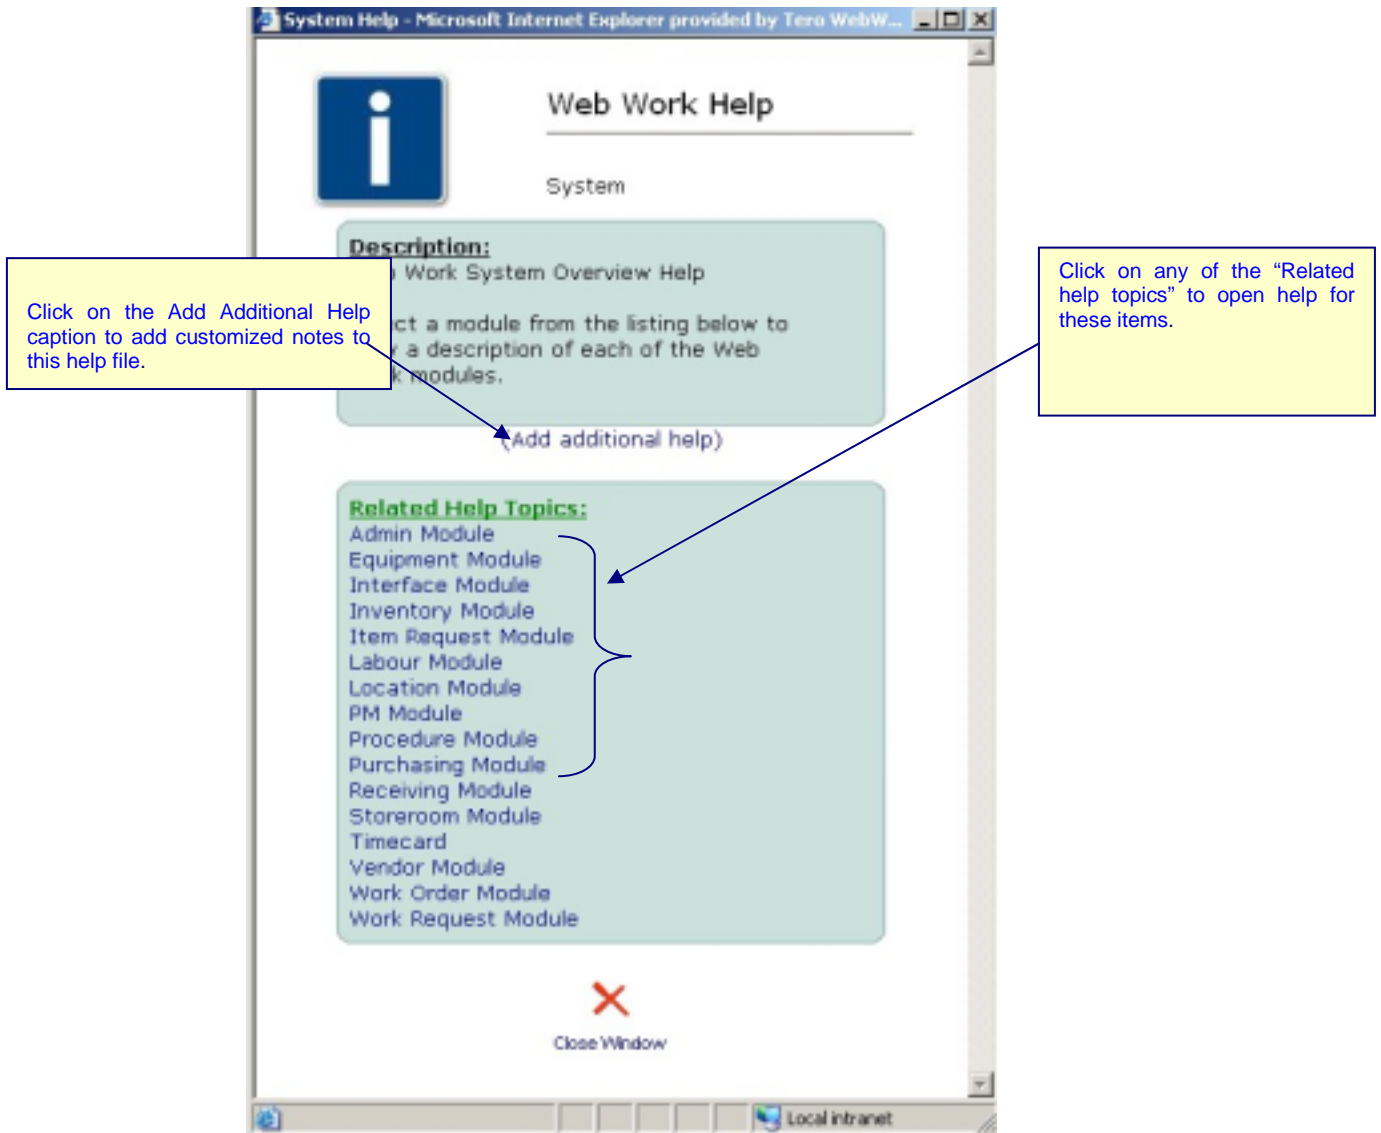 System Help - Microsoft Internet Explorer provided by Tero WebW...
Web Work Help
System
Description:
Work System Overview Help
ct a module from the listing below to
a description of each of the Web
k modules.
(Add additional help)
Click on the Add Additional Help
caption to add customized notes to
this help file.
Click on any of the “Related
help topics” to open help for
these items.
Related Help Topics:
Admin Module
Equipment Module
Interface Module
Inventory Module
Item Request Module
Labour Module
Location Module
PM Module
Procedure Module
Purchasing Module
Receiving Module
Storeroom Module
Timecard
Vendor Module
Work Order Module
Work Request Module
Close Window
Local intranet